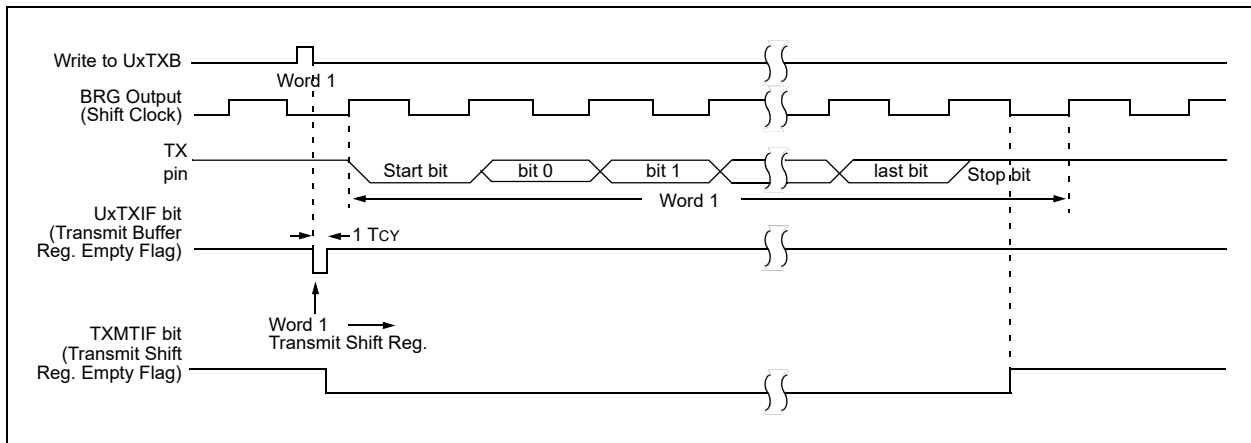 Write to UxTXB
Word 1
BRG Output
(Shift Clock)
TX
pin
Start bit
bit 0
bit 1
last bit
Stop bit
Word 1
UxTXIF bit
(Transmit Buffer
Reg. Empty Flag)
1 TCY
Word 1
Transmit Shift Reg.
TXMTIF bit
(Transmit Shift
Reg. Empty Flag)